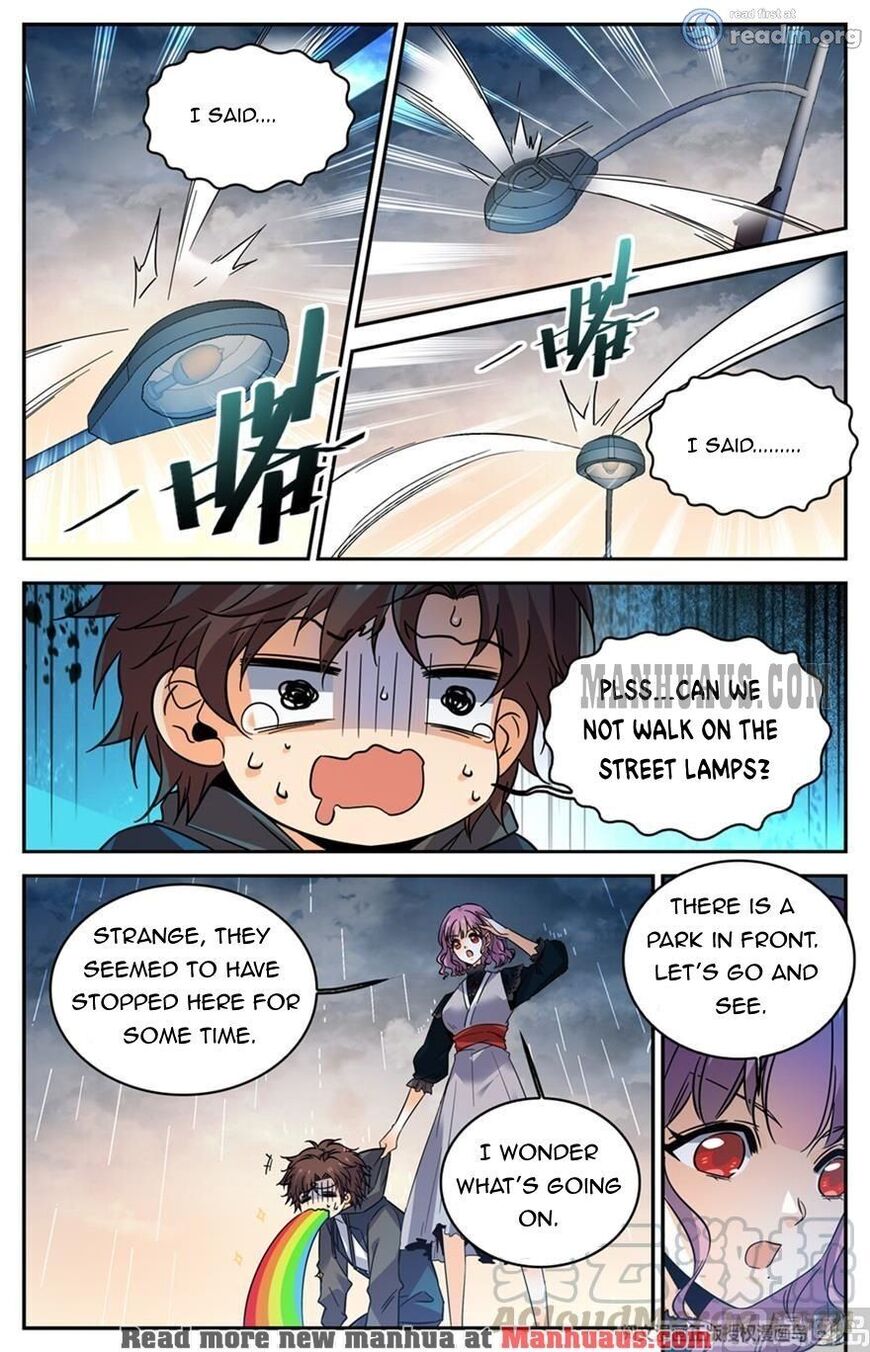 read first at
readm.org
I SAID....
嗒
嗒
I SAID.........
MANHUAUS.COM
PLSS...CAN WE
NOT WALK ON THE
STREET LAMPS?
STRANGE, THEY
SEEMED TO HAVE
STOPPED HERE FOR
SOME TIME.
THERE IS A
PARK IN FRONT.
LET'S GO AND
SEE.
I WONDER
WHAT'S GOING
ON.
Read more new manhua at Manhuaus.com